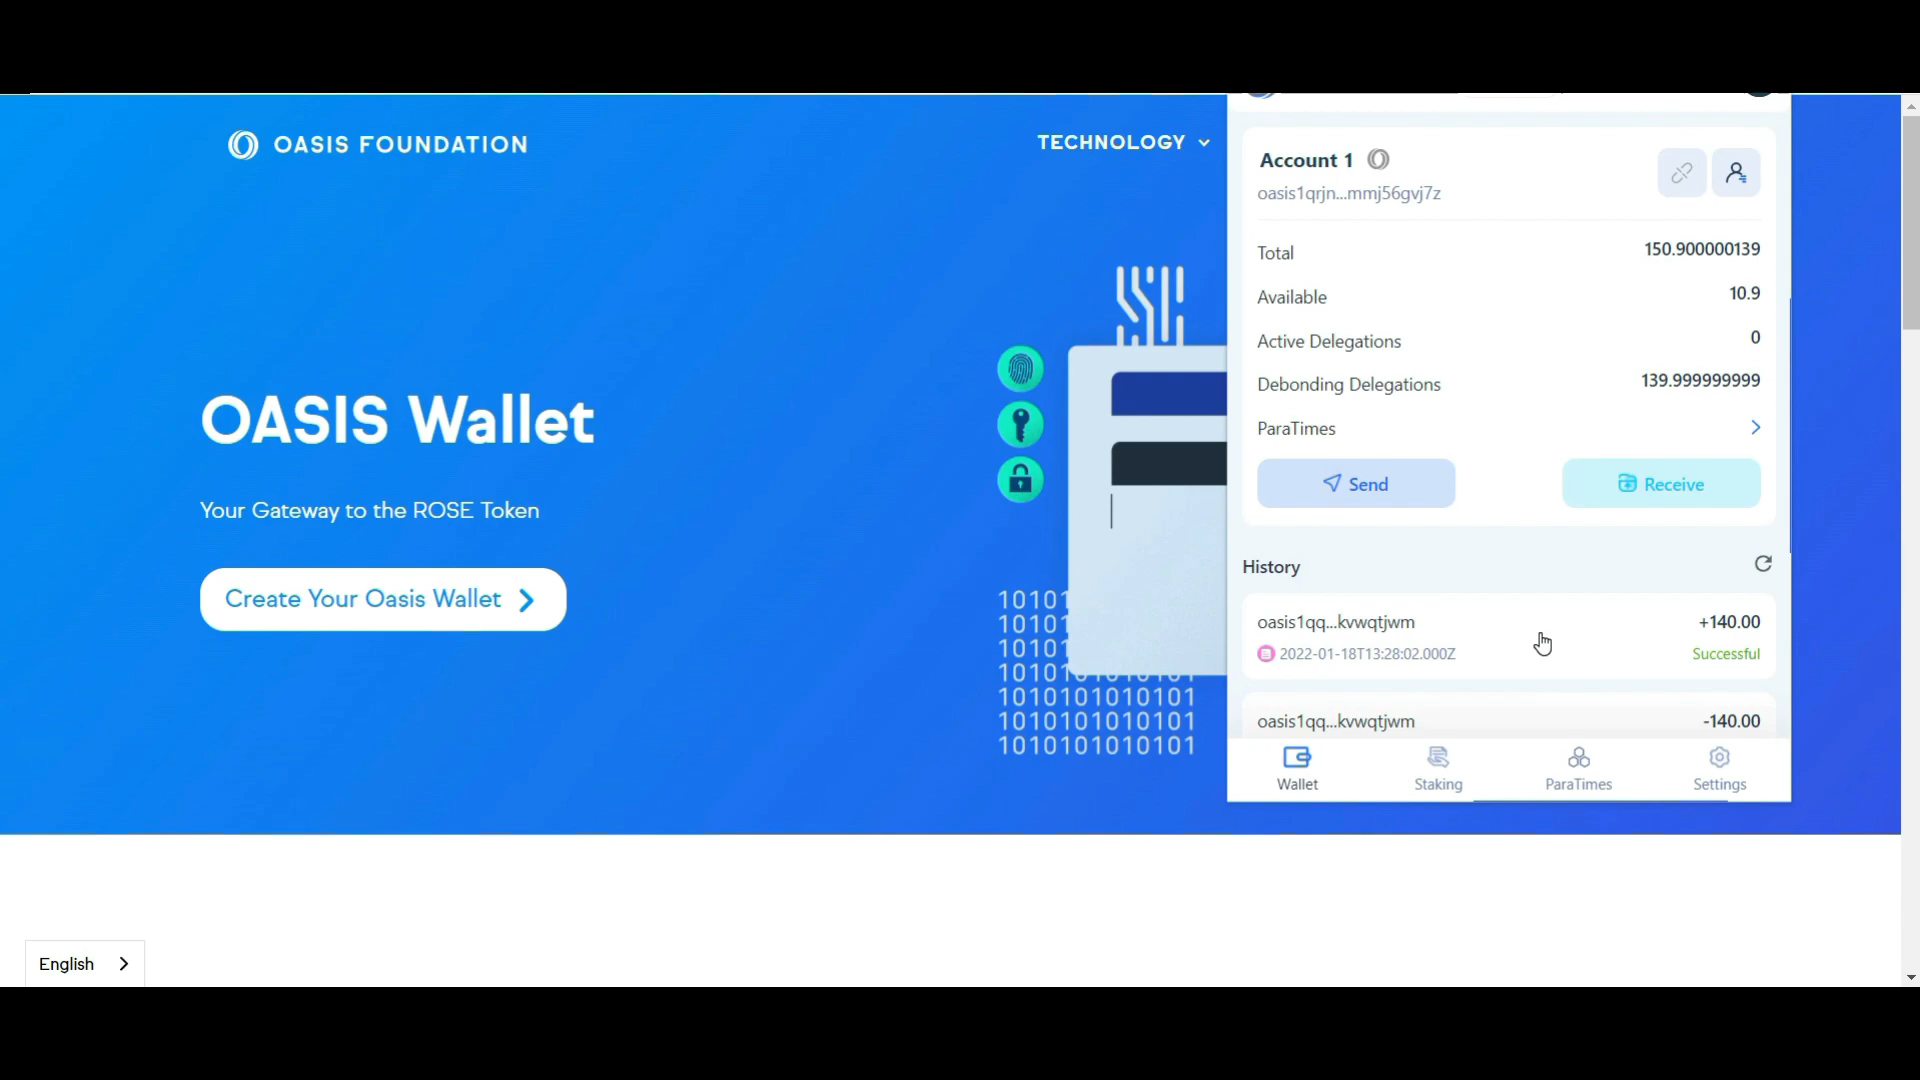 OASIS FOUNDATION
TECHNOLOGY
OASIS Wallet
Your Gateway to the ROSE Token
Create Your Oasis Wallet
10101
10101
10101
1010101010101
1010101010101
1010101010101
Account 1
oasis1qrjn...mmj56gvj7z
Total 150.900000139
Available 10.9
Active Delegations 0
Debonding Delegations 139.999999999
ParaTimes
Send Receive
History
oasis1qq...kvwqtjwm +140.00
2022-01-18T13:28:02.000Z Successful
oasis1qq...kvwqtjwm -140.00
Wallet Staking ParaTimes Settings
English